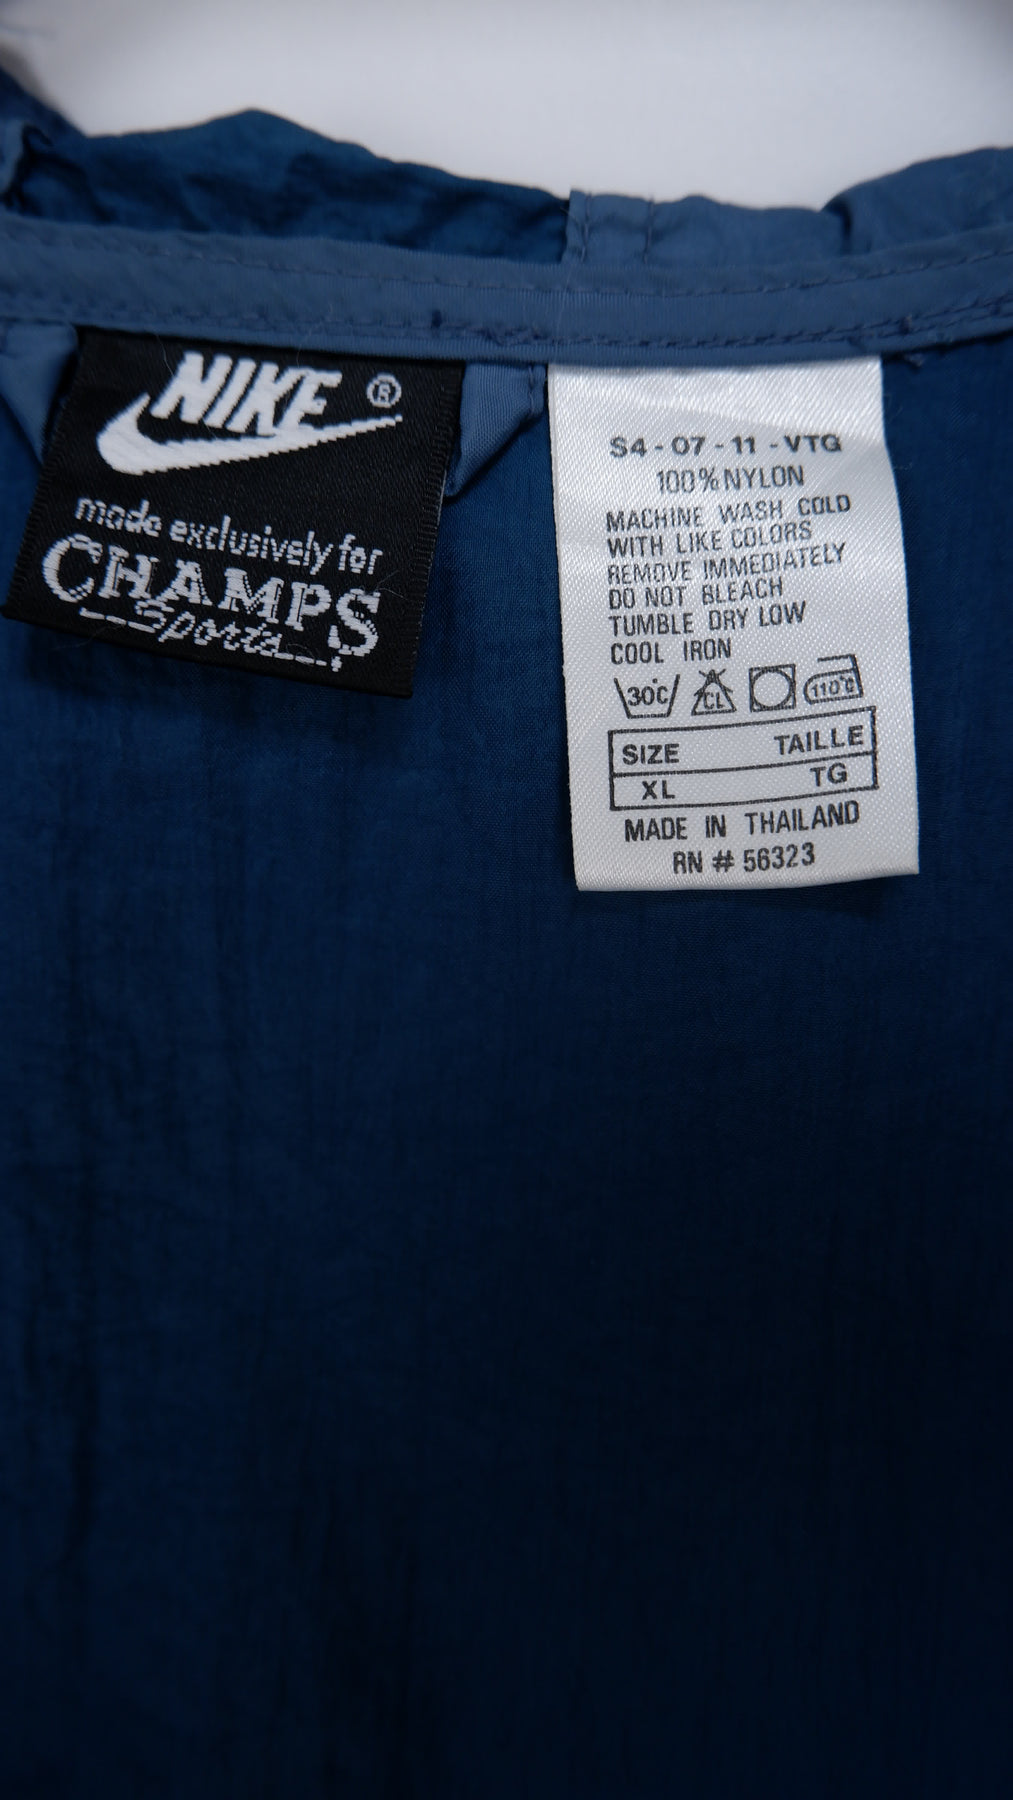 NIKE ®
made exclusively for
CHAMPS
Sports
S4-07-11-VTG
100% NYLON
MACHINE WASH COLD
WITH LIKE COLORS
REMOVE IMMEDIATELY
DO NOT BLEACH
TUMBLE DRY LOW
COOL IRON
30°C CL 110°C
SIZE TAILLE
XL TG
MADE IN THAILAND
RN # 56323